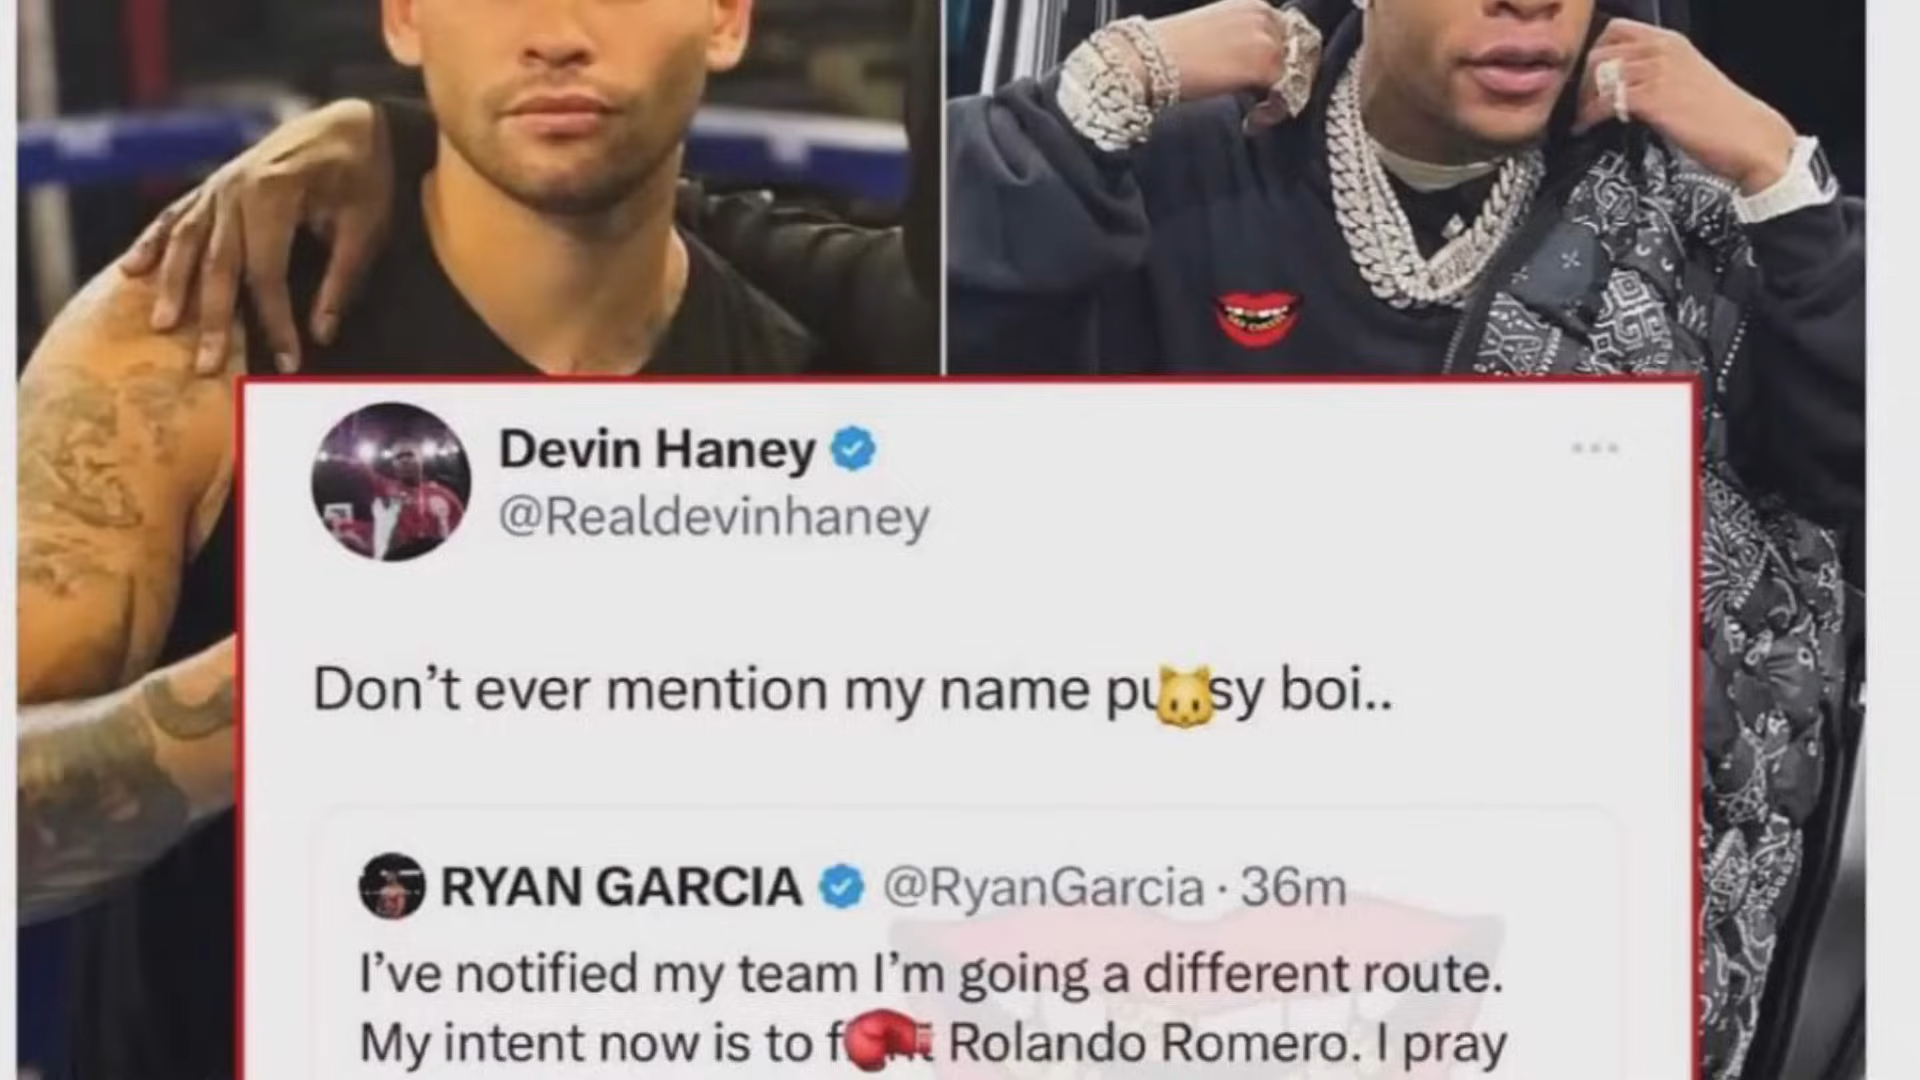 Devin Haney
@Realdevinhaney
Don't ever mention my name pu🐱sy boi..
RYAN GARCIA @RyanGarcia · 36m
I've notified my team I'm going a different route.
My intent now is to f🥊t Rolando Romero. I pray